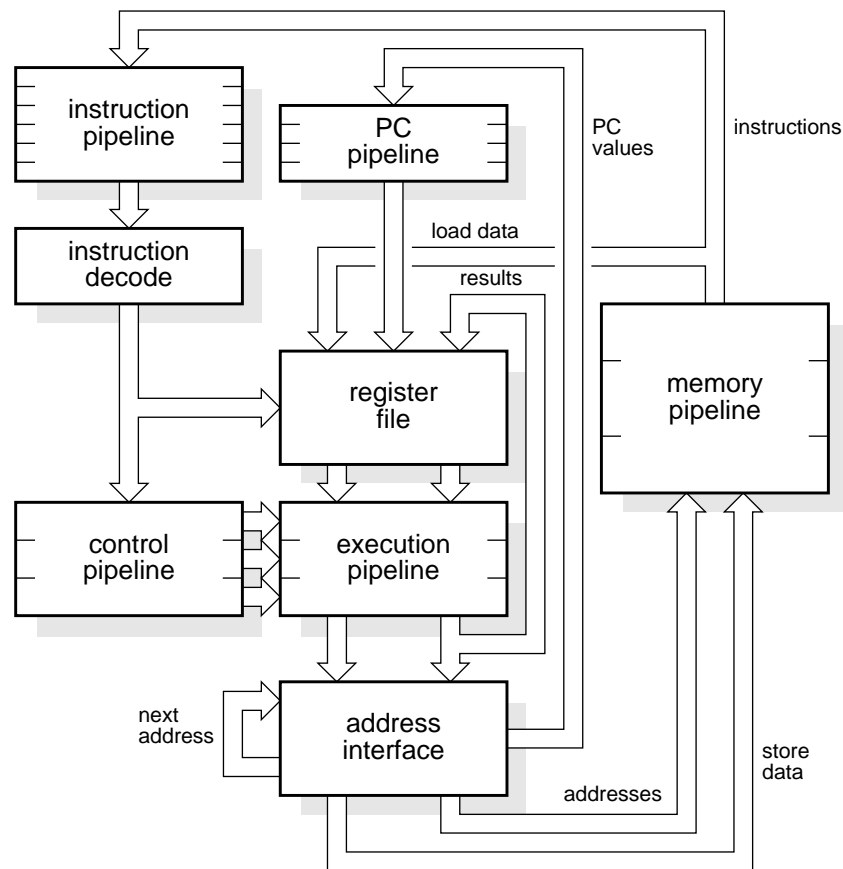 instruction
pipeline
PC
pipeline
PC
values
instructions
instruction
decode
load data
results
register
file
memory
pipeline
control
pipeline
execution
pipeline
next
address
address
interface
addresses
store
data